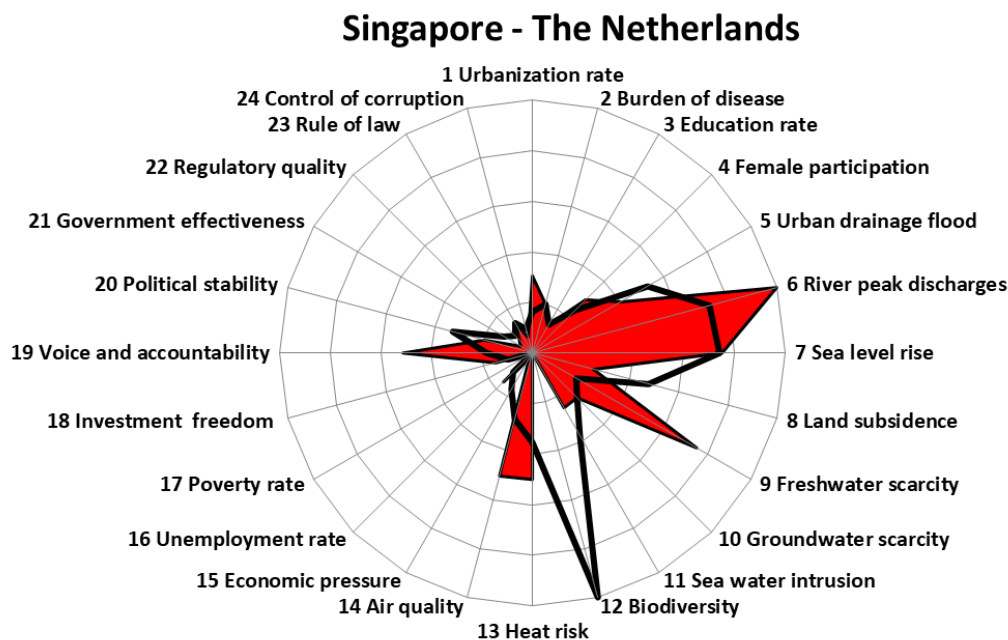 Singapore - The Netherlands
1 Urbanization rate
2 Burden of disease
3 Education rate
4 Female participation
5 Urban drainage flood
6 River peak discharges
7 Sea level rise
8 Land subsidence
9 Freshwater scarcity
10 Groundwater scarcity
11 Sea water intrusion
12 Biodiversity
13 Heat risk
14 Air quality
15 Economic pressure
16 Unemployment rate
17 Poverty rate
18 Investment  freedom
19 Voice and accountability
20 Political stability
21 Government effectiveness
22 Regulatory quality
23 Rule of law
24 Control of corruption